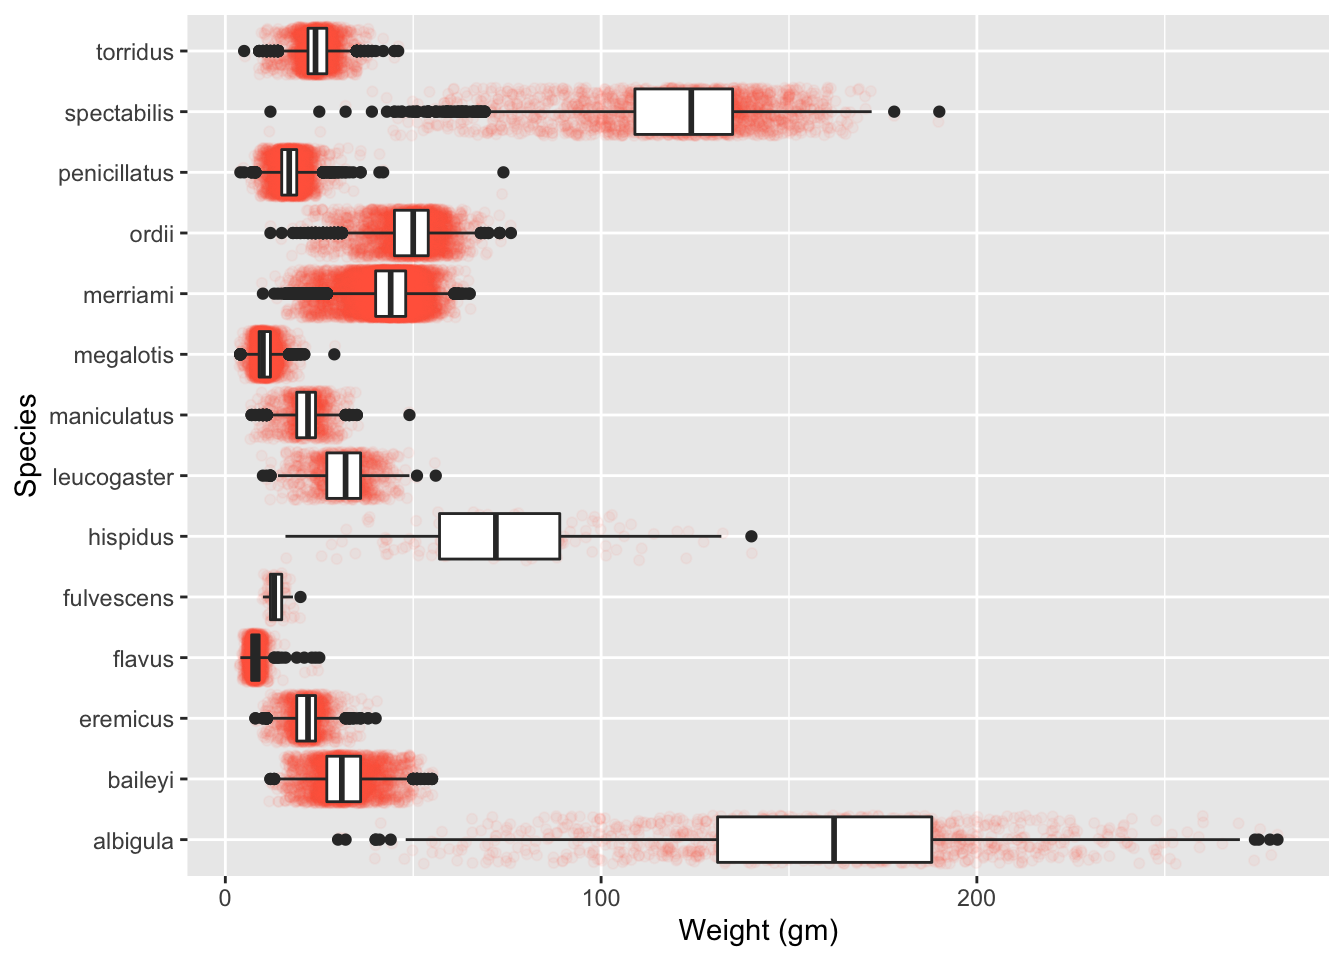 torridus
spectabilis
penicillatus
ordii
merriami
megalotis
maniculatus
leucogaster
hispidus
fulvescens
flavus
eremicus
baileyi
albigula
Species
0 100 200
Weight (gm)